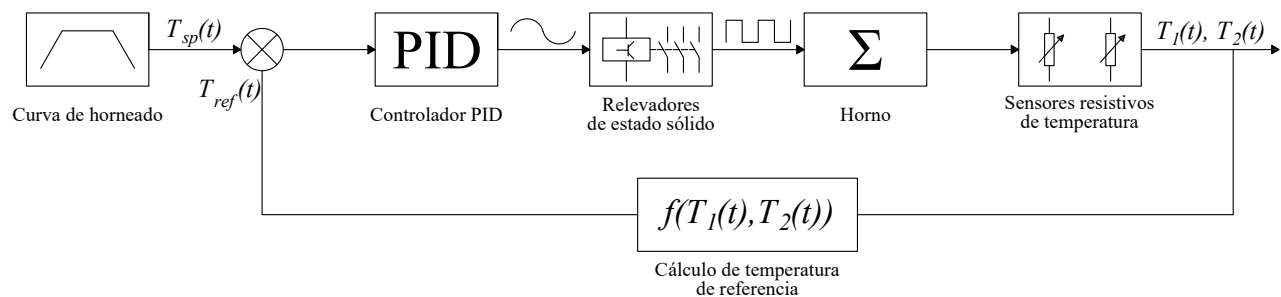 T_sp(t)
T_ref(t)
PID
Σ
T_1(t), T_2(t)
Curva de horneado
Controlador PID
Relevadores
de estado sólido
Horno
Sensores resistivos
de temperatura
f(T_1(t),T_2(t))
Cálculo de temperatura
de referencia